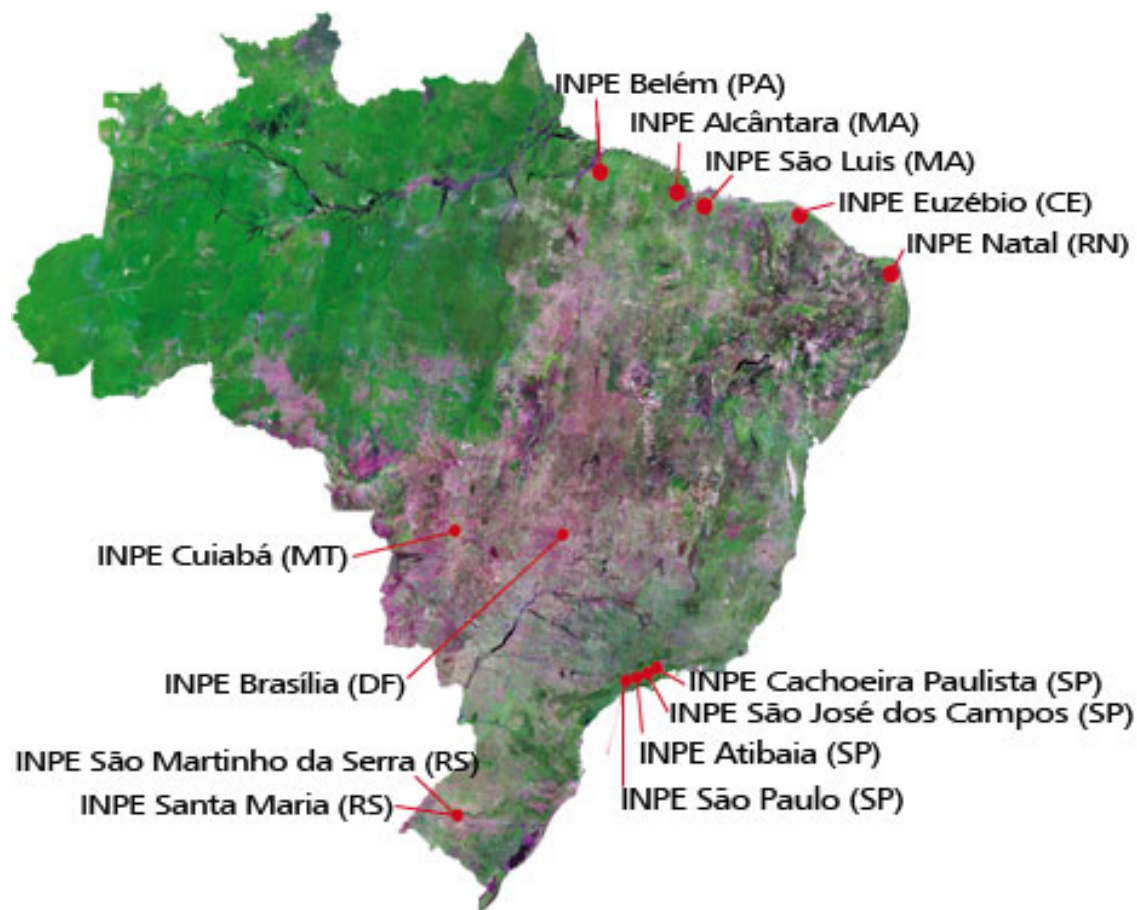 INPE Belém (PA)
INPE Alcântara (MA)
INPE São Luis (MA)
INPE Euzébio (CE)
INPE Natal (RN)
INPE Cuiabá (MT)
INPE Brasília (DF)
INPE Cachoeira Paulista (SP)
INPE São José dos Campos (SP)
INPE Atibaia (SP)
INPE São Paulo (SP)
INPE São Martinho da Serra (RS)
INPE Santa Maria (RS)